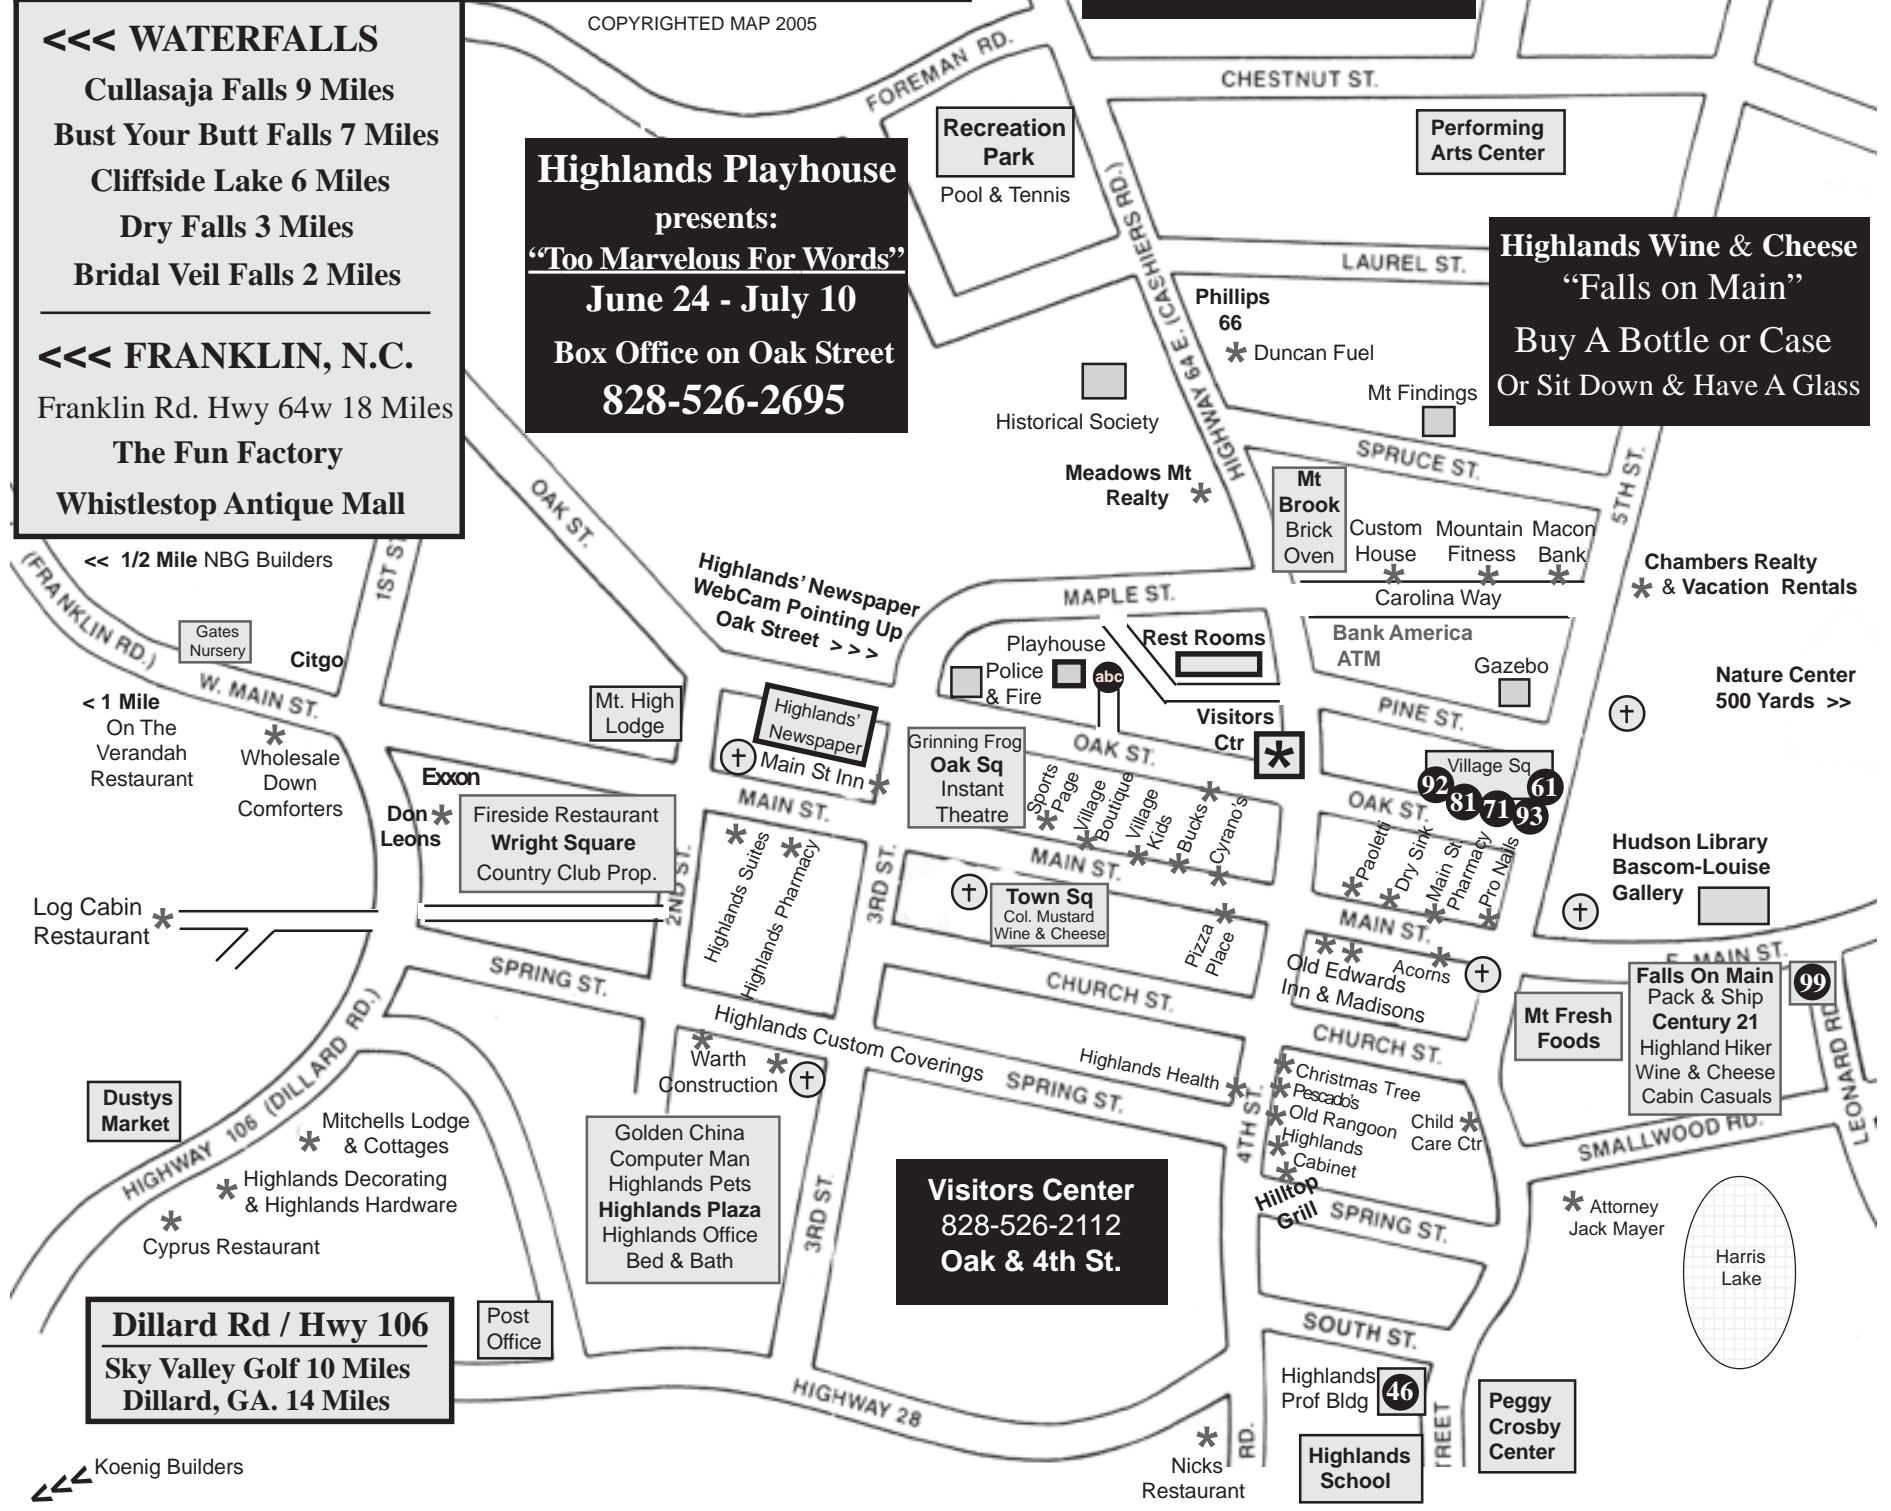 <<< WATERFALLS
Cullasaja Falls 9 Miles
Bust Your Butt Falls 7 Miles
Cliffside Lake 6 Miles
Dry Falls 3 Miles
Bridal Veil Falls 2 Miles
<<< FRANKLIN, N.C.
Franklin Rd. Hwy 64w 18 Miles
The Fun Factory
Whistlestop Antique Mall
COPYRIGHTED MAP 2005
Highlands Playhouse
presents:
“Too Marvelous For Words”
June 24 - July 10
Box Office on Oak Street
828-526-2695
FOREMAN RD.
Recreation
Park
Pool & Tennis
CHESTNUT ST.
Performing
Arts Center
HIGHWAY 64 E. (CASHIERS RD.)
LAUREL ST.
Highlands Wine & Cheese
“Falls on Main”
Buy A Bottle or Case
Or Sit Down & Have A Glass
Phillips
66
Duncan Fuel
Mt Findings
Historical Society
SPRUCE ST.
5TH ST.
Meadows Mt
Realty
Mt
Brook
Brick
Oven
Custom
House
Mountain
Fitness
Macon
Bank
Carolina Way
Chambers Realty
& Vacation Rentals
OAK ST.
<< 1/2 Mile NBG Builders
1ST ST
(FRANKLIN RD.)
Gates
Nursery
Citgo
W. MAIN ST.
< 1 Mile
On The
Verandah
Restaurant
Wholesale
Down
Comforters
Highlands’ Newspaper
WebCam Pointing Up
Oak Street > > >
MAPLE ST.
Playhouse
Police
& Fire
abc
Rest Rooms
Bank America
ATM
Gazebo
Nature Center
500 Yards >>
Mt. High
Lodge
Highlands’
Newspaper
Main St Inn
Visitors
Ctr
*
PINE ST.
Village Sq
92
81
71
93
61
Exxon
Don
Leons
Fireside Restaurant
Wright Square
Country Club Prop.
MAIN ST.
Grinning Frog
Oak Sq
Instant
Theatre
OAK ST.
Sports
Page
Village
Boutique
Village
Kids
Bucks
Cyrano’s
OAK ST.
Paoletti
Dry Sink
Main St
Pharmacy
Pro Nails
Hudson Library
Bascom-Louise
Gallery
2ND ST.
Highlands Suites
Highlands Pharmacy
3RD ST.
MAIN ST.
Town Sq
Col. Mustard
Wine & Cheese
Pizza
Place
MAIN ST.
Old Edwards
Inn & Madisons
Acorns
E. MAIN ST.
Log Cabin
Restaurant
SPRING ST.
CHURCH ST.
Mt Fresh
Foods
Falls On Main
Pack & Ship
Century 21
Highland Hiker
Wine & Cheese
Cabin Casuals
99
LEONARD RD.
Highlands Custom Coverings
Warth
Construction
Highlands Health
SPRING ST.
CHURCH ST.
4TH ST.
Christmas Tree
Pescado’s
Old Rangoon
Highlands
Cabinet
Hilltop
Grill
Child
Care Ctr
SMALLWOOD RD.
Dustys
Market
HIGHWAY 106 (DILLARD RD.)
Mitchells Lodge
& Cottages
Highlands Decorating
& Highlands Hardware
Cyprus Restaurant
Golden China
Computer Man
Highlands Pets
Highlands Plaza
Highlands Office
Bed & Bath
3RD ST.
Visitors Center
828-526-2112
Oak & 4th St.
SPRING ST.
Attorney
Jack Mayer
Harris
Lake
Dillard Rd / Hwy 106
Sky Valley Golf 10 Miles
Dillard, GA. 14 Miles
Post
Office
SOUTH ST.
Highlands
Prof Bldg
46
HIGHWAY 28
Peggy
Crosby
Center
Highlands
School
Nicks
Restaurant
RD.
TREET
Koenig Builders